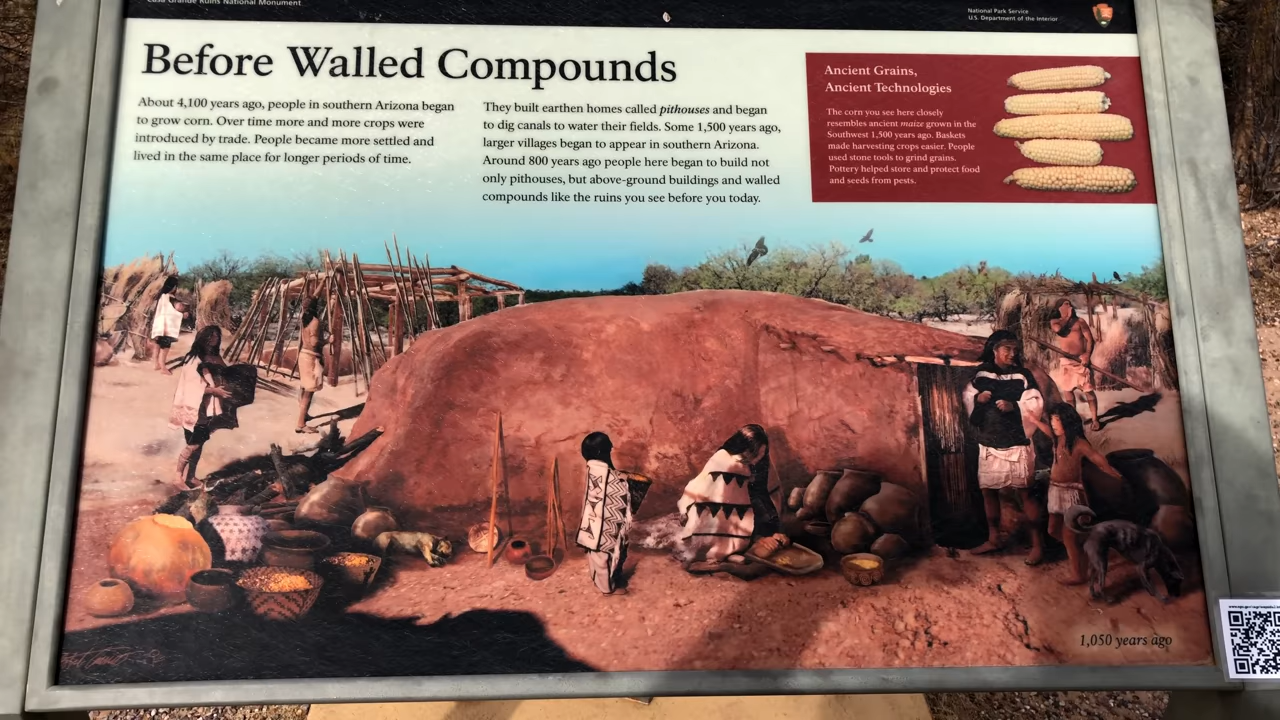 Casa Grande Ruins National Monument
National Park Service
U.S. Department of the Interior
Before Walled Compounds
About 4,100 years ago, people in southern Arizona began
to grow corn. Over time more and more crops were
introduced by trade. People became more settled and
lived in the same place for longer periods of time.
They built earthen homes called pithouses and began
to dig canals to water their fields. Some 1,500 years ago,
larger villages began to appear in southern Arizona.
Around 800 years ago people here began to build not
only pithouses, but above-ground buildings and walled
compounds like the ruins you see before you today.
Ancient Grains,
Ancient Technologies
The corn you see here closely
resembles ancient maize grown in the
Southwest 1,500 years ago. Baskets
made harvesting crops easier. People
used stone tools to grind grains.
Pottery helped store and protect food
and seeds from pests.
1,050 years ago